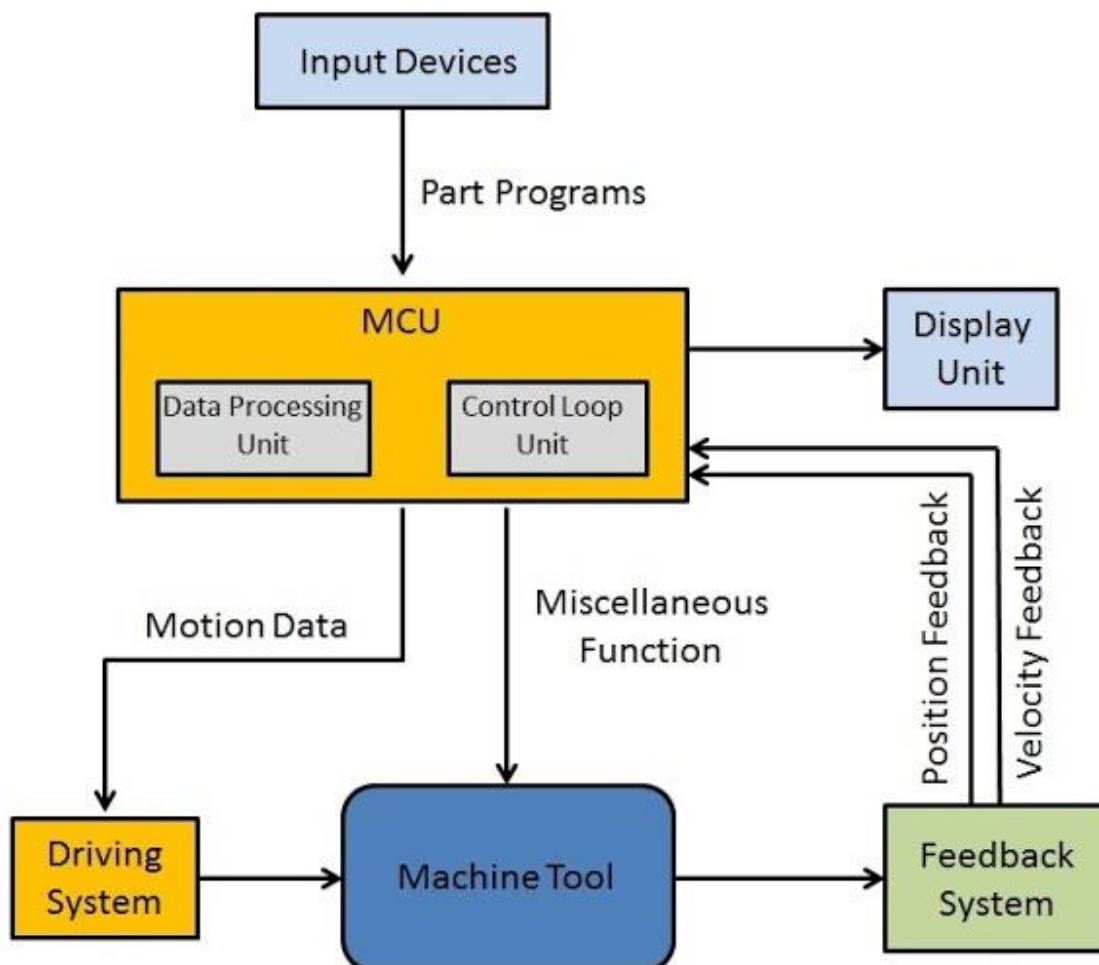 Input Devices
Part Programs
MCU
Data Processing
Unit
Control Loop
Unit
Display
Unit
Motion Data
Miscellaneous
Function
Position Feedback
Velocity Feedback
Driving
System
Machine Tool
Feedback
System